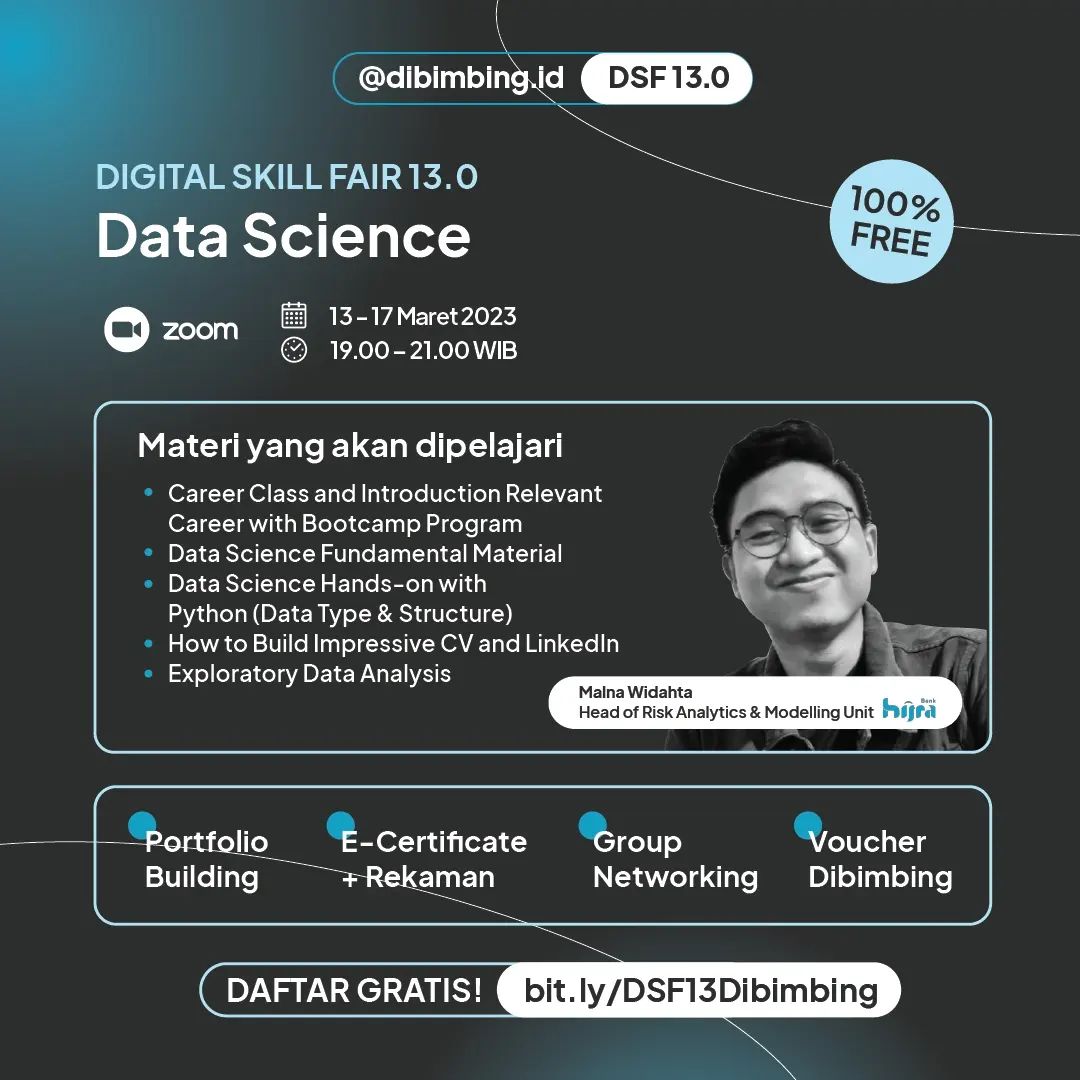 @dibimbing.id DSF 13.0
DIGITAL SKILL FAIR 13.0
Data Science
100%
FREE
zoom
13 – 17 Maret 2023
19.00 – 21.00 WIB
Materi yang akan dipelajari
• Career Class and Introduction Relevant
Career with Bootcamp Program
• Data Science Fundamental Material
• Data Science Hands-on with
Python (Data Type & Structure)
• How to Build Impressive CV and LinkedIn
• Exploratory Data Analysis
Malna Widahta
Head of Risk Analytics & Modelling Unit
Bank
hijra
Portfolio
Building
E-Certificate
+ Rekaman
Group
Networking
Voucher
Dibimbing
DAFTAR GRATIS! bit.ly/DSF13Dibimbing